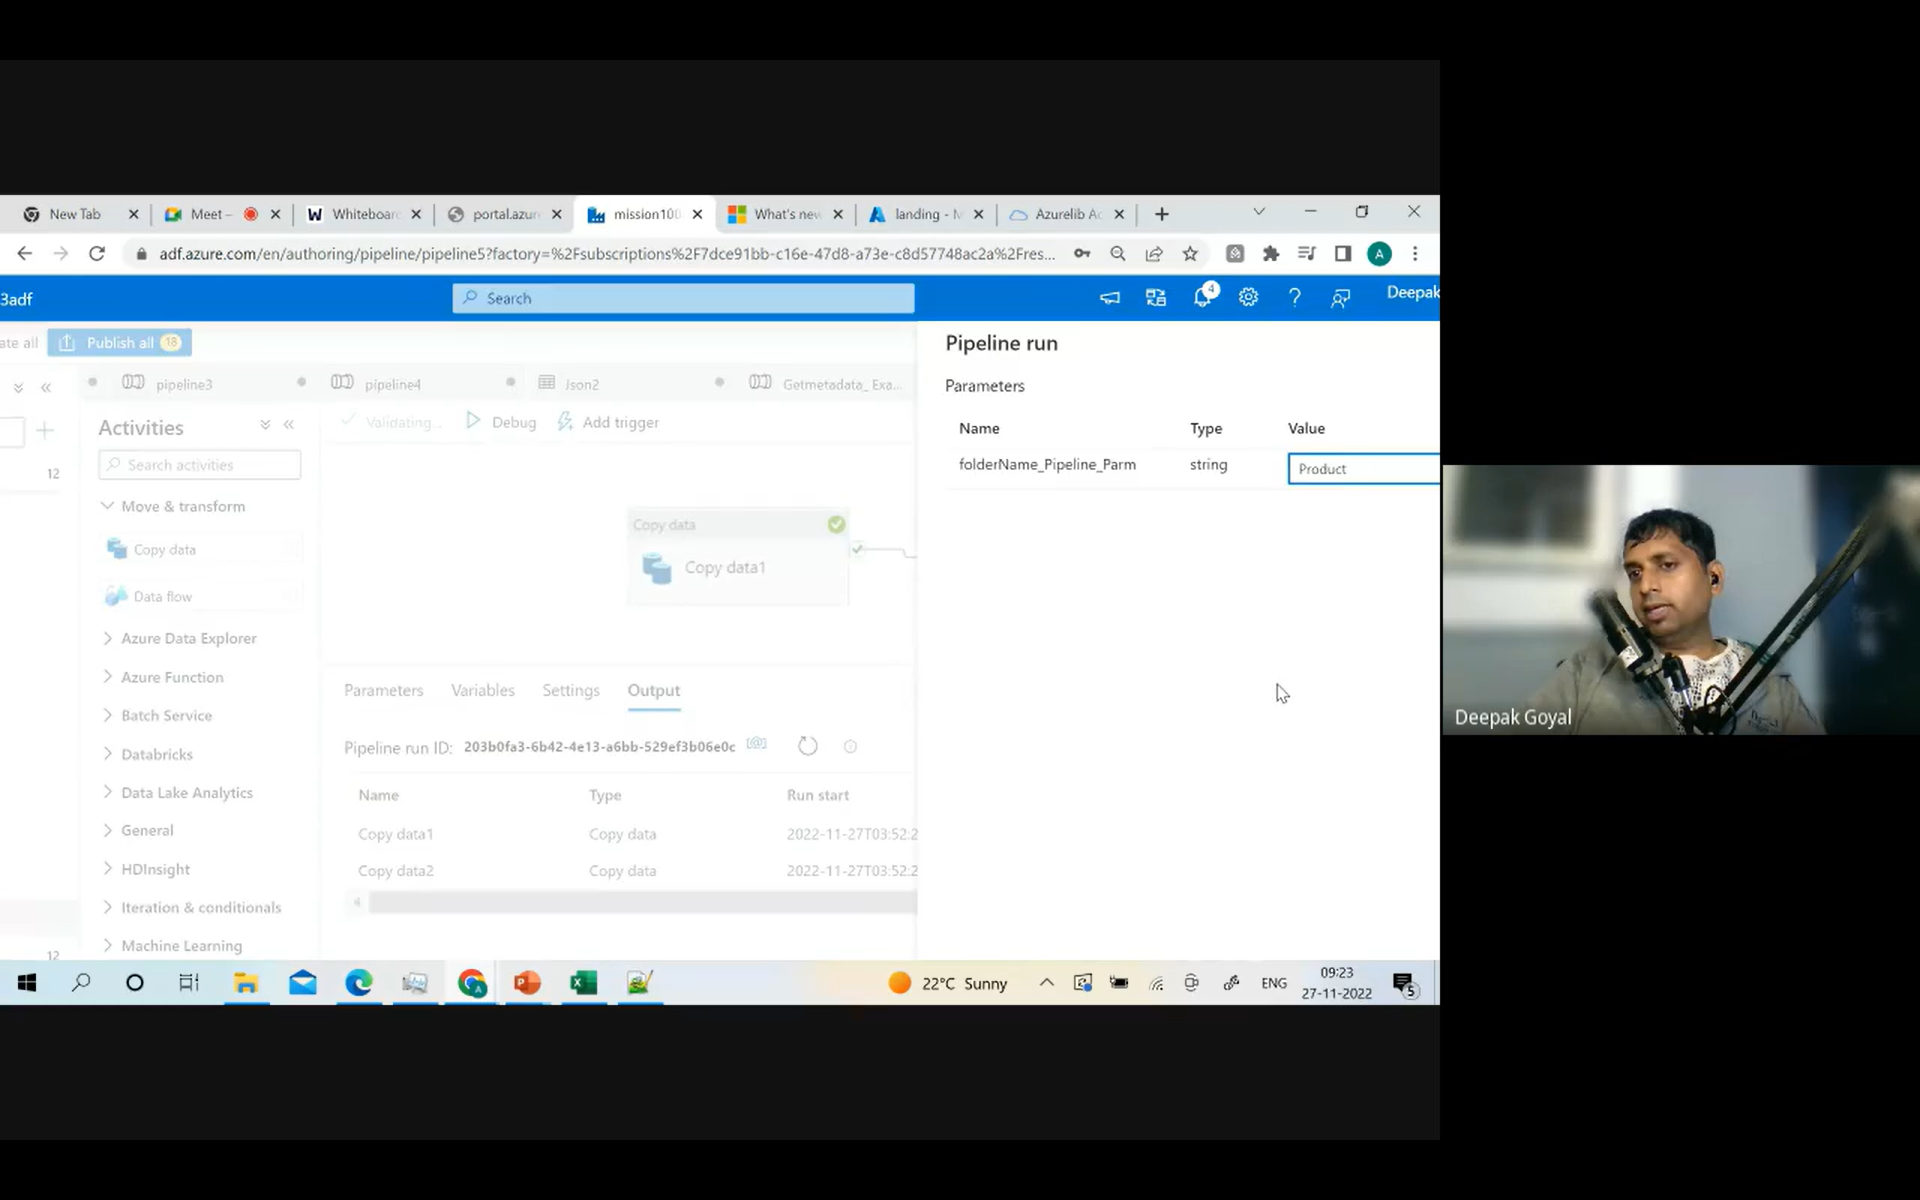 New Tab
Meet –
Whiteboar
portal.azur
mission100
What's new
landing - M
Azurelib Ac
adf.azure.com/en/authoring/pipeline/pipeline5?factory=%2Fsubscriptions%2F7dce91bb-c16e-47d8-a73e-c8d57748ac2a%2Fres...
A
3adf
Search
4
Deepak
ate all
Publish all
18
pipeline3
pipeline4
Json2
Getmetadata_ Exa...
Activities
Search activities
12
Move & transform
Copy data
Data flow
Azure Data Explorer
Azure Function
Batch Service
Databricks
Data Lake Analytics
General
HDInsight
Iteration & conditionals
Machine Learning
12
Validating...
Debug
Add trigger
Copy data
Copy data1
Parameters
Variables
Settings
Output
Pipeline run ID: 203b0fa3-6b42-4e13-a6bb-529ef3b06e0c
Name
Type
Run start
Copy data1
Copy data
2022-11-27T03:52:2
Copy data2
Copy data
2022-11-27T03:52:2
Pipeline run
Parameters
Name
Type
Value
folderName_Pipeline_Parm
string
Product
Deepak Goyal
22°C Sunny
ENG
09:23
27-11-2022
5